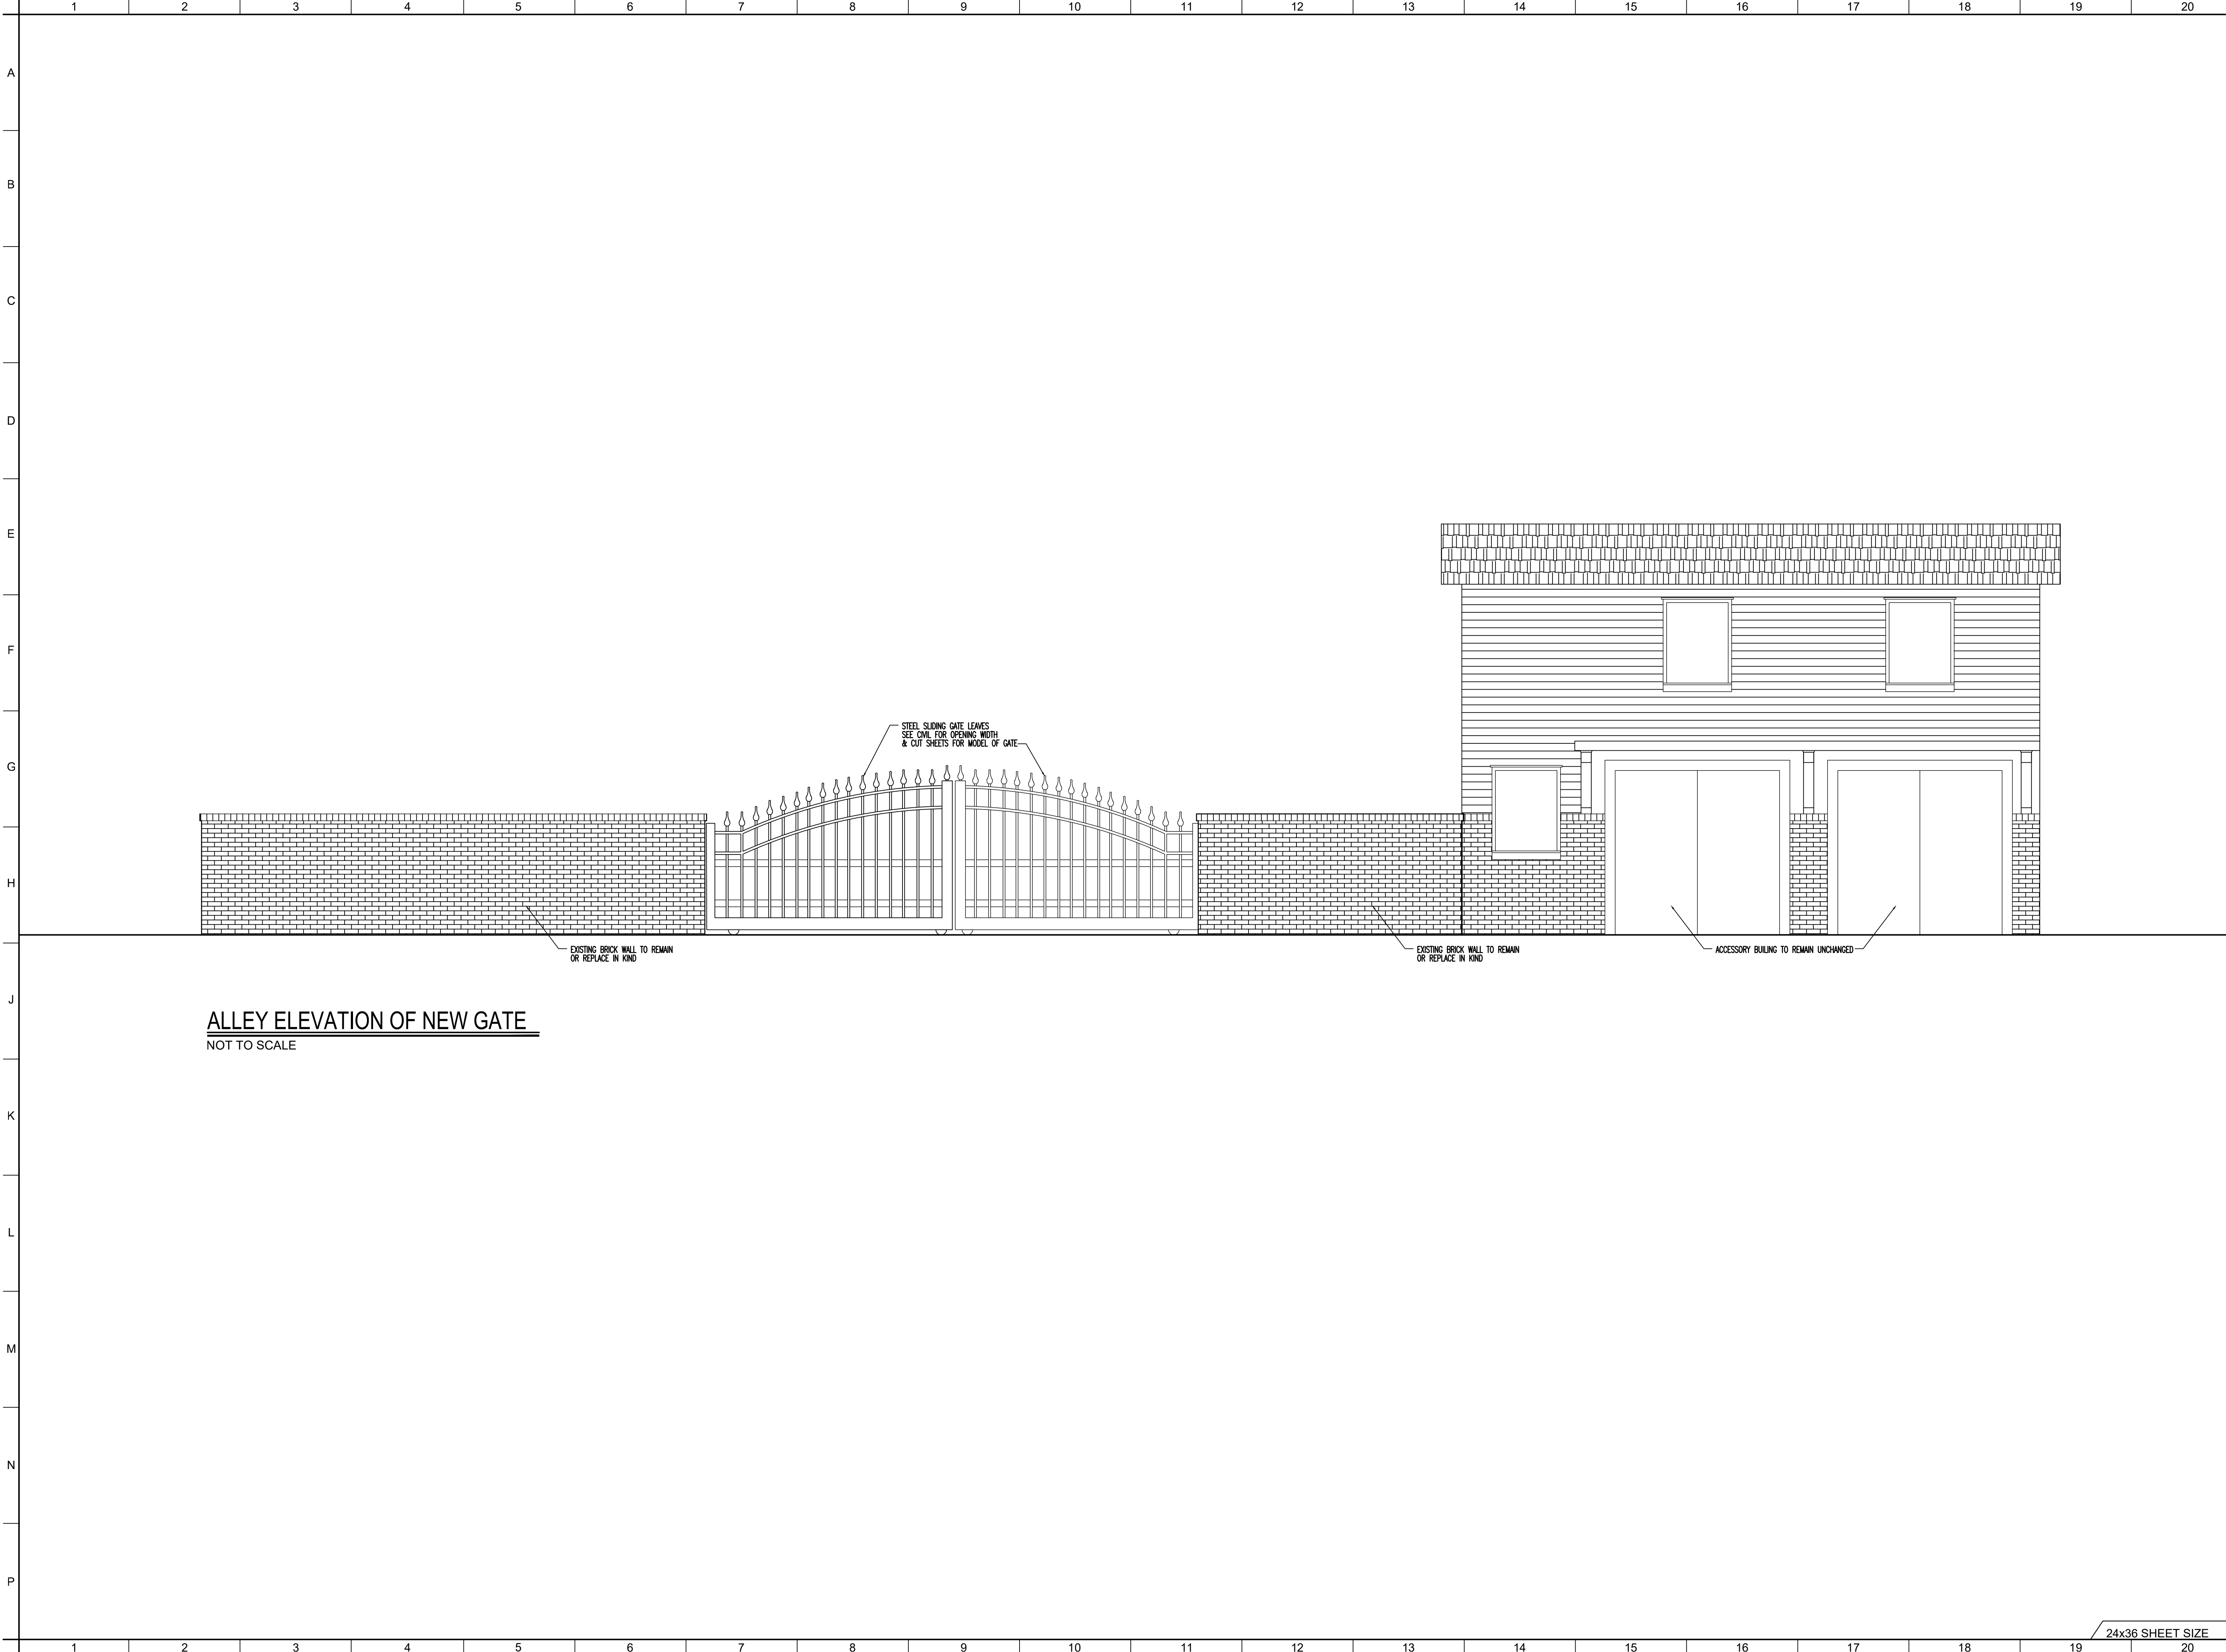 1 2 3 4 5 6 7 8 9 10 11 12 13 14 15 16 17 18 19 20
A
B
C
D
E
F
STEEL SLIDING GATE LEAVES
SEE CIVIL FOR OPENING WIDTH
& CUT SHEETS FOR MODEL OF GATE
G
H
EXISTING BRICK WALL TO REMAIN
OR REPLACE IN KIND
EXISTING BRICK WALL TO REMAIN
OR REPLACE IN KIND
ACCESSORY BUILING TO REMAIN UNCHANGED
J
ALLEY ELEVATION OF NEW GATE
NOT TO SCALE
K
L
M
N
P
24x36 SHEET SIZE
1 2 3 4 5 6 7 8 9 10 11 12 13 14 15 16 17 18 19 20